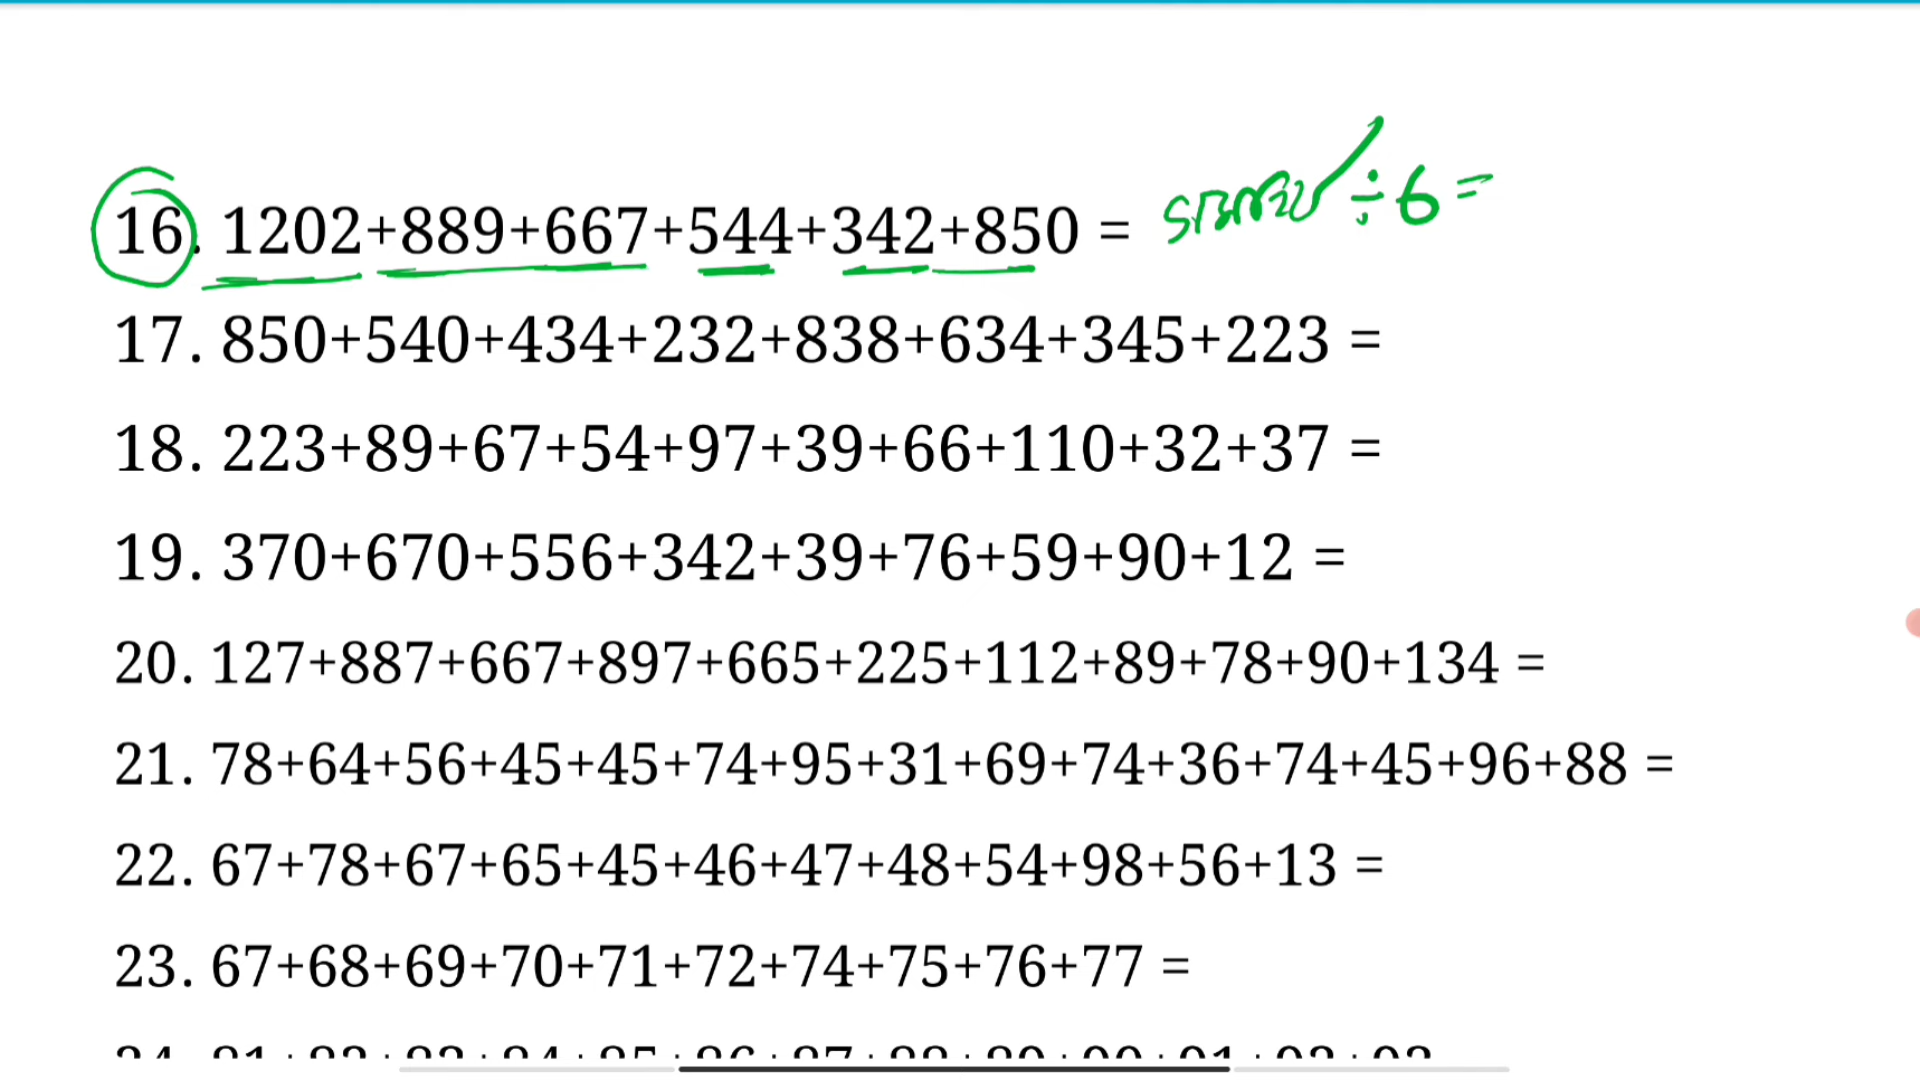 16. 1202+889+667+544+342+850 = ÷6=
17. 850+540+434+232+838+634+345+223 =
18. 223+89+67+54+97+39+66+110+32+37 =
19. 370+670+556+342+39+76+59+90+12 =
20. 127+887+667+897+665+225+112+89+78+90+134 =
21. 78+64+56+45+45+74+95+31+69+74+36+74+45+96+88 =
22. 67+78+67+65+45+46+47+48+54+98+56+13 =
23. 67+68+69+70+71+72+74+75+76+77 =